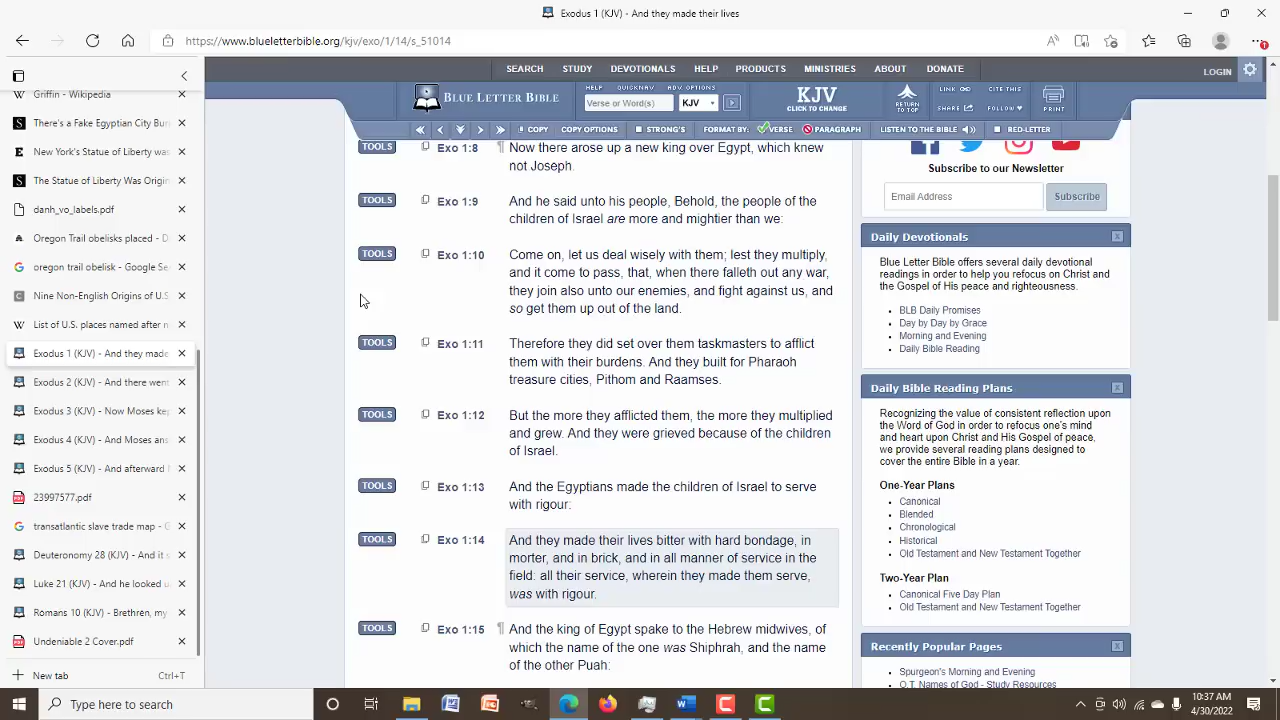 Exodus 1 (KJV) - And they made their lives
https://www.blueletterbible.org/kjv/exo/1/14/s_51014
Griffin - Wikipedia
There's a Fake Egyptian City Bur
New York's Statue of Liberty was
The Statue of Liberty Was Origin
danh_vo_labels.pdf
Oregon Trail obelisks placed - D
oregon trail obelisk - Google Se
Nine Non-English Origins of U.S
List of U.S. places named after n
Exodus 1 (KJV) - And they made
Exodus 2 (KJV) - And there went
Exodus 3 (KJV) - Now Moses kep
Exodus 4 (KJV) - And Moses ans
Exodus 5 (KJV) - And afterward
23997577.pdf
transatlantic slave trade map - G
Deuteronomy 28 (KJV) - And it s
Luke 21 (KJV) - And he looked u
Romans 10 (KJV) - Brethren, my
Undeniable 2 Cover.pdf
New tab Ctrl+T
SEARCH STUDY DEVOTIONALS HELP PRODUCTS MINISTRIES ABOUT DONATE LOGIN
HELP QUICKNAV ADV. OPTIONS
BLUE LETTER BIBLE Verse or Word(s) KJV
KJV
CLICK TO CHANGE
RETURN TO TOP
LINK CITE THIS
SHARE FOLLOW PRINT
COPY COPY OPTIONS STRONG'S FORMAT BY: VERSE PARAGRAPH LISTEN TO THE BIBLE RED-LETTER
TOOLS Exo 1:8 ¶ Now there arose up a new king over Egypt, which knew
not Joseph.
TOOLS Exo 1:9 And he said unto his people, Behold, the people of the
children of Israel are more and mightier than we:
TOOLS Exo 1:10 Come on, let us deal wisely with them; lest they multiply,
and it come to pass, that, when there falleth out any war,
they join also unto our enemies, and fight against us, and
so get them up out of the land.
TOOLS Exo 1:11 Therefore they did set over them taskmasters to afflict
them with their burdens. And they built for Pharaoh
treasure cities, Pithom and Raamses.
TOOLS Exo 1:12 But the more they afflicted them, the more they multiplied
and grew. And they were grieved because of the children
of Israel.
TOOLS Exo 1:13 And the Egyptians made the children of Israel to serve
with rigour:
TOOLS Exo 1:14 And they made their lives bitter with hard bondage, in
morter, and in brick, and in all manner of service in the
field: all their service, wherein they made them serve,
was with rigour.
TOOLS Exo 1:15 ¶ And the king of Egypt spake to the Hebrew midwives, of
which the name of the one was Shiphrah, and the name
of the other Puah:
Subscribe to our Newsletter
Email Address Subscribe
Daily Devotionals
Blue Letter Bible offers several daily devotional
readings in order to help you refocus on Christ and
the Gospel of His peace and righteousness.
BLB Daily Promises
Day by Day by Grace
Morning and Evening
Daily Bible Reading
Daily Bible Reading Plans
Recognizing the value of consistent reflection upon
the Word of God in order to refocus one's mind
and heart upon Christ and His Gospel of peace,
we provide several reading plans designed to
cover the entire Bible in a year.
One-Year Plans
Canonical
Blended
Chronological
Historical
Old Testament and New Testament Together
Two-Year Plan
Canonical Five Day Plan
Old Testament and New Testament Together
Recently Popular Pages
Spurgeon's Morning and Evening
O.T. Names of God - Study Resources
Type here to search
10:37 AM
4/30/2022